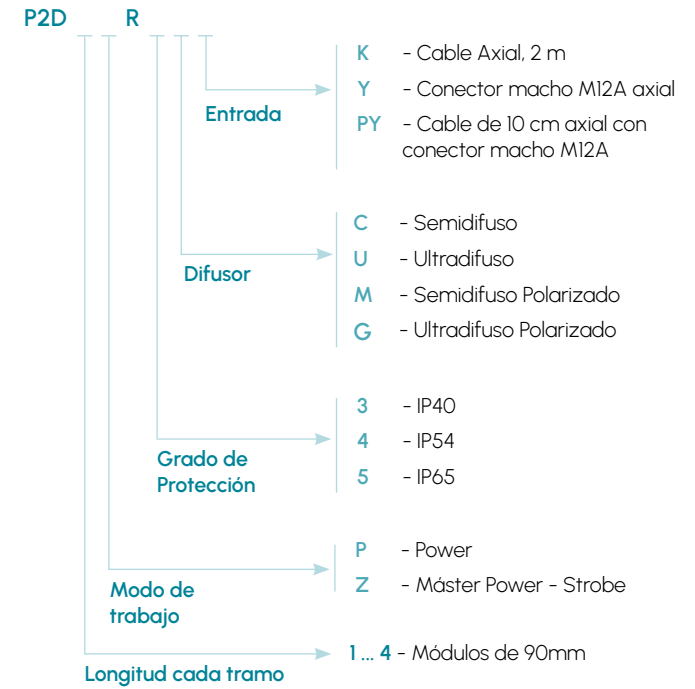 P2D R
K - Cable Axial, 2 m
Y - Conector macho M12A axial
Entrada
PY - Cable de 10 cm axial con
conector macho M12A
C - Semidifuso
U - Ultradifuso
Difusor
M - Semidifuso Polarizado
G - Ultradifuso Polarizado
3 - IP40
4 - IP54
Grado de
Protección
5 - IP65
P - Power
Z - Máster Power - Strobe
Modo de
trabajo
1 ... 4 - Módulos de 90mm
Longitud cada tramo